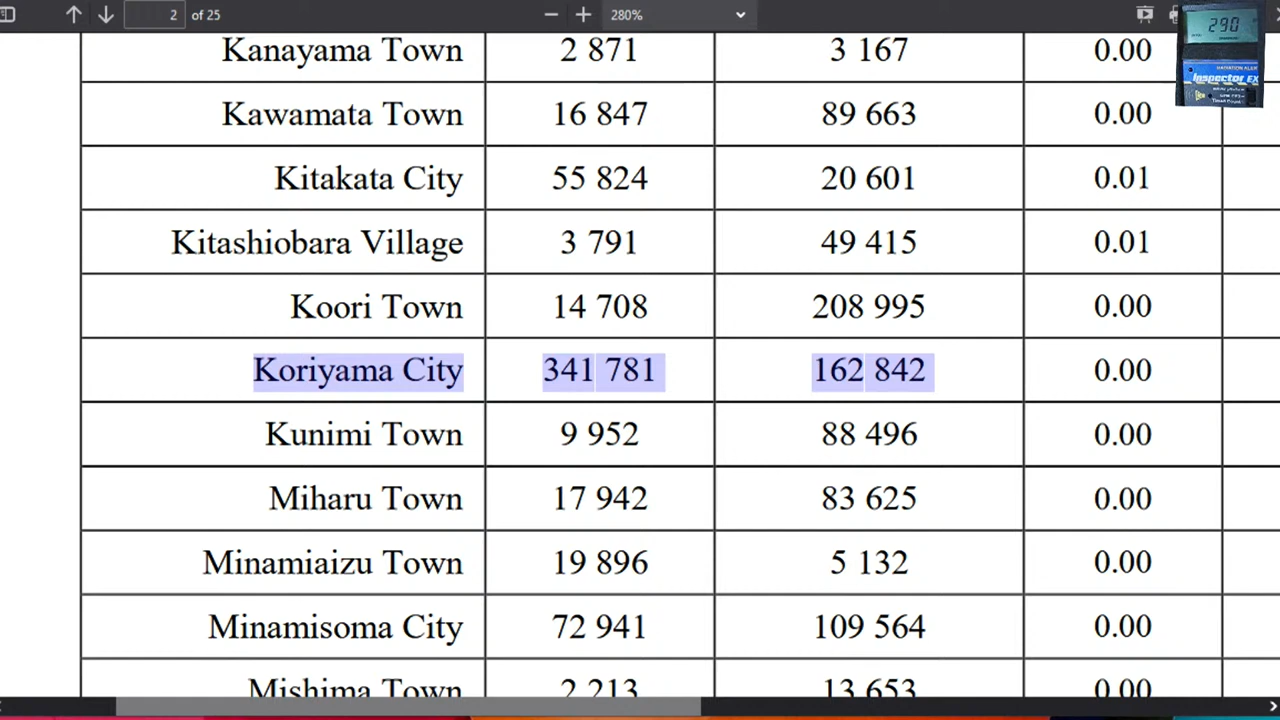 2 of 25 280%
290
RADIATION ALERT
Inspector EX
Kanayama Town 2 871 3 167 0.00
Kawamata Town 16 847 89 663 0.00
Kitakata City 55 824 20 601 0.01
Kitashiobara Village 3 791 49 415 0.01
Koori Town 14 708 208 995 0.00
Koriyama City 341 781 162 842 0.00
Kunimi Town 9 952 88 496 0.00
Miharu Town 17 942 83 625 0.00
Minamiaizu Town 19 896 5 132 0.00
Minamisoma City 72 941 109 564 0.00
Mishima Town 2 213 13 653 0.00